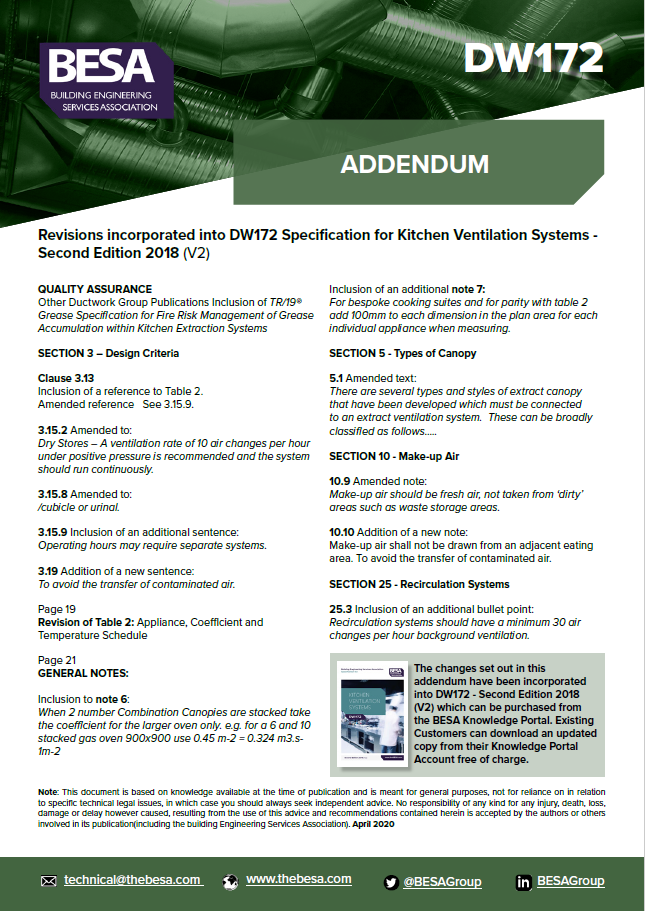 BESA
BUILDING ENGINEERING
SERVICES ASSOCIATION
DW172
ADDENDUM
Revisions incorporated into DW172 Specification for Kitchen Ventilation Systems -
Second Edition 2018 (V2)
QUALITY ASSURANCE
Other Ductwork Group Publications Inclusion of TR/19®
Grease Specification for Fire Risk Management of Grease
Accumulation within Kitchen Extraction Systems
SECTION 3 – Design Criteria
Clause 3.13
Inclusion of a reference to Table 2.
Amended reference See 3.15.9.
3.15.2 Amended to:
Dry Stores – A ventilation rate of 10 air changes per hour
under positive pressure is recommended and the system
should run continuously.
3.15.8 Amended to:
/cubicle or urinal.
3.15.9 Inclusion of an additional sentence:
Operating hours may require separate systems.
3.19 Addition of a new sentence:
To avoid the transfer of contaminated air.
Page 19
Revision of Table 2: Appliance, Coefficient and
Temperature Schedule
Page 21
GENERAL NOTES:
Inclusion to note 6:
When 2 number Combination Canopies are stacked take
the coefficient for the larger oven only. e.g. for a 6 and 10
stacked gas oven 900x900 use 0.45 m-2 = 0.324 m3.s-
1m-2
Inclusion of an additional note 7:
For bespoke cooking suites and for parity with table 2
add 100mm to each dimension in the plan area for each
individual appliance when measuring.
SECTION 5 - Types of Canopy
5.1 Amended text:
There are several types and styles of extract canopy
that have been developed which must be connected
to an extract ventilation system. These can be broadly
classified as follows.....
SECTION 10 - Make-up Air
10.9 Amended note:
Make-up air should be fresh air, not taken from ‘dirty’
areas such as waste storage areas.
10.10 Addition of a new note:
Make-up air shall not be drawn from an adjacent eating
area. To avoid the transfer of contaminated air.
SECTION 25 - Recirculation Systems
25.3 Inclusion of an additional bullet point:
Recirculation systems should have a minimum 30 air
changes per hour background ventilation.
BESA
KITCHEN
VENTILATION
SYSTEMS
DW172
The changes set out in this
addendum have been incorporated
into DW172 - Second Edition 2018
(V2) which can be purchased from
the BESA Knowledge Portal. Existing
Customers can download an updated
copy from their Knowledge Portal
Account free of charge.
Note: This document is based on knowledge available at the time of publication and is meant for general purposes, not for reliance on in relation
to specific technical legal issues, in which case you should always seek independent advice. No responsibility of any kind for any injury, death, loss,
damage or delay however caused, resulting from the use of this advice and recommendations contained herein is accepted by the authors or others
involved in its publication(including the building Engineering Services Association). April 2020
technical@thebesa.com
www.thebesa.com
@BESAGroup
in BESAGroup